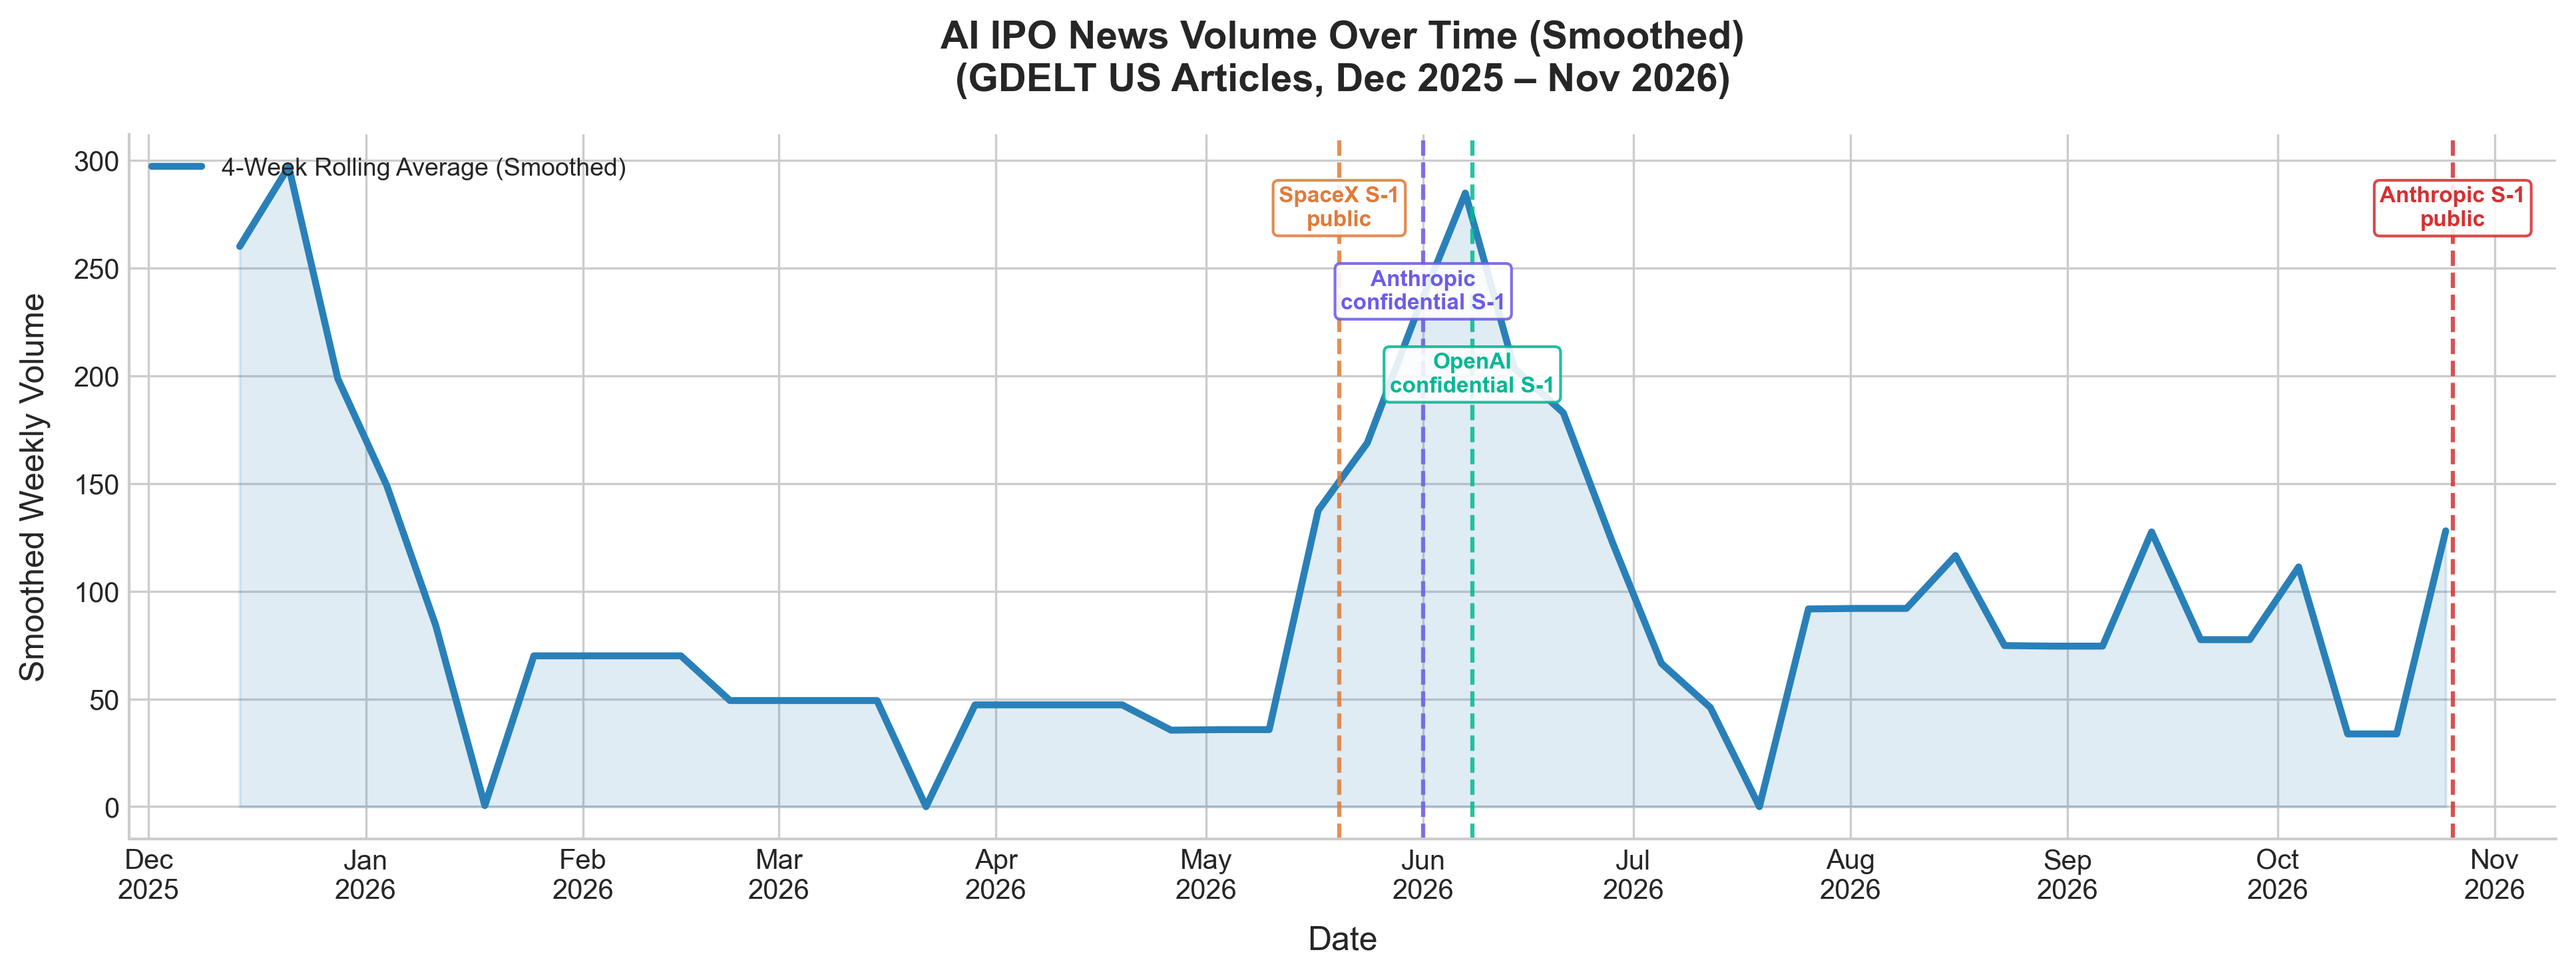 AI IPO News Volume Over Time (Smoothed)
(GDELT US Articles, Dec 2025 – Nov 2026)
4-Week Rolling Average (Smoothed)
SpaceX S-1
public
Anthropic
confidential S-1
OpenAI
confidential S-1
Anthropic S-1
public
Smoothed Weekly Volume
300
250
200
150
100
50
0
Dec
2025
Jan
2026
Feb
2026
Mar
2026
Apr
2026
May
2026
Jun
2026
Jul
2026
Aug
2026
Sep
2026
Oct
2026
Nov
2026
Date